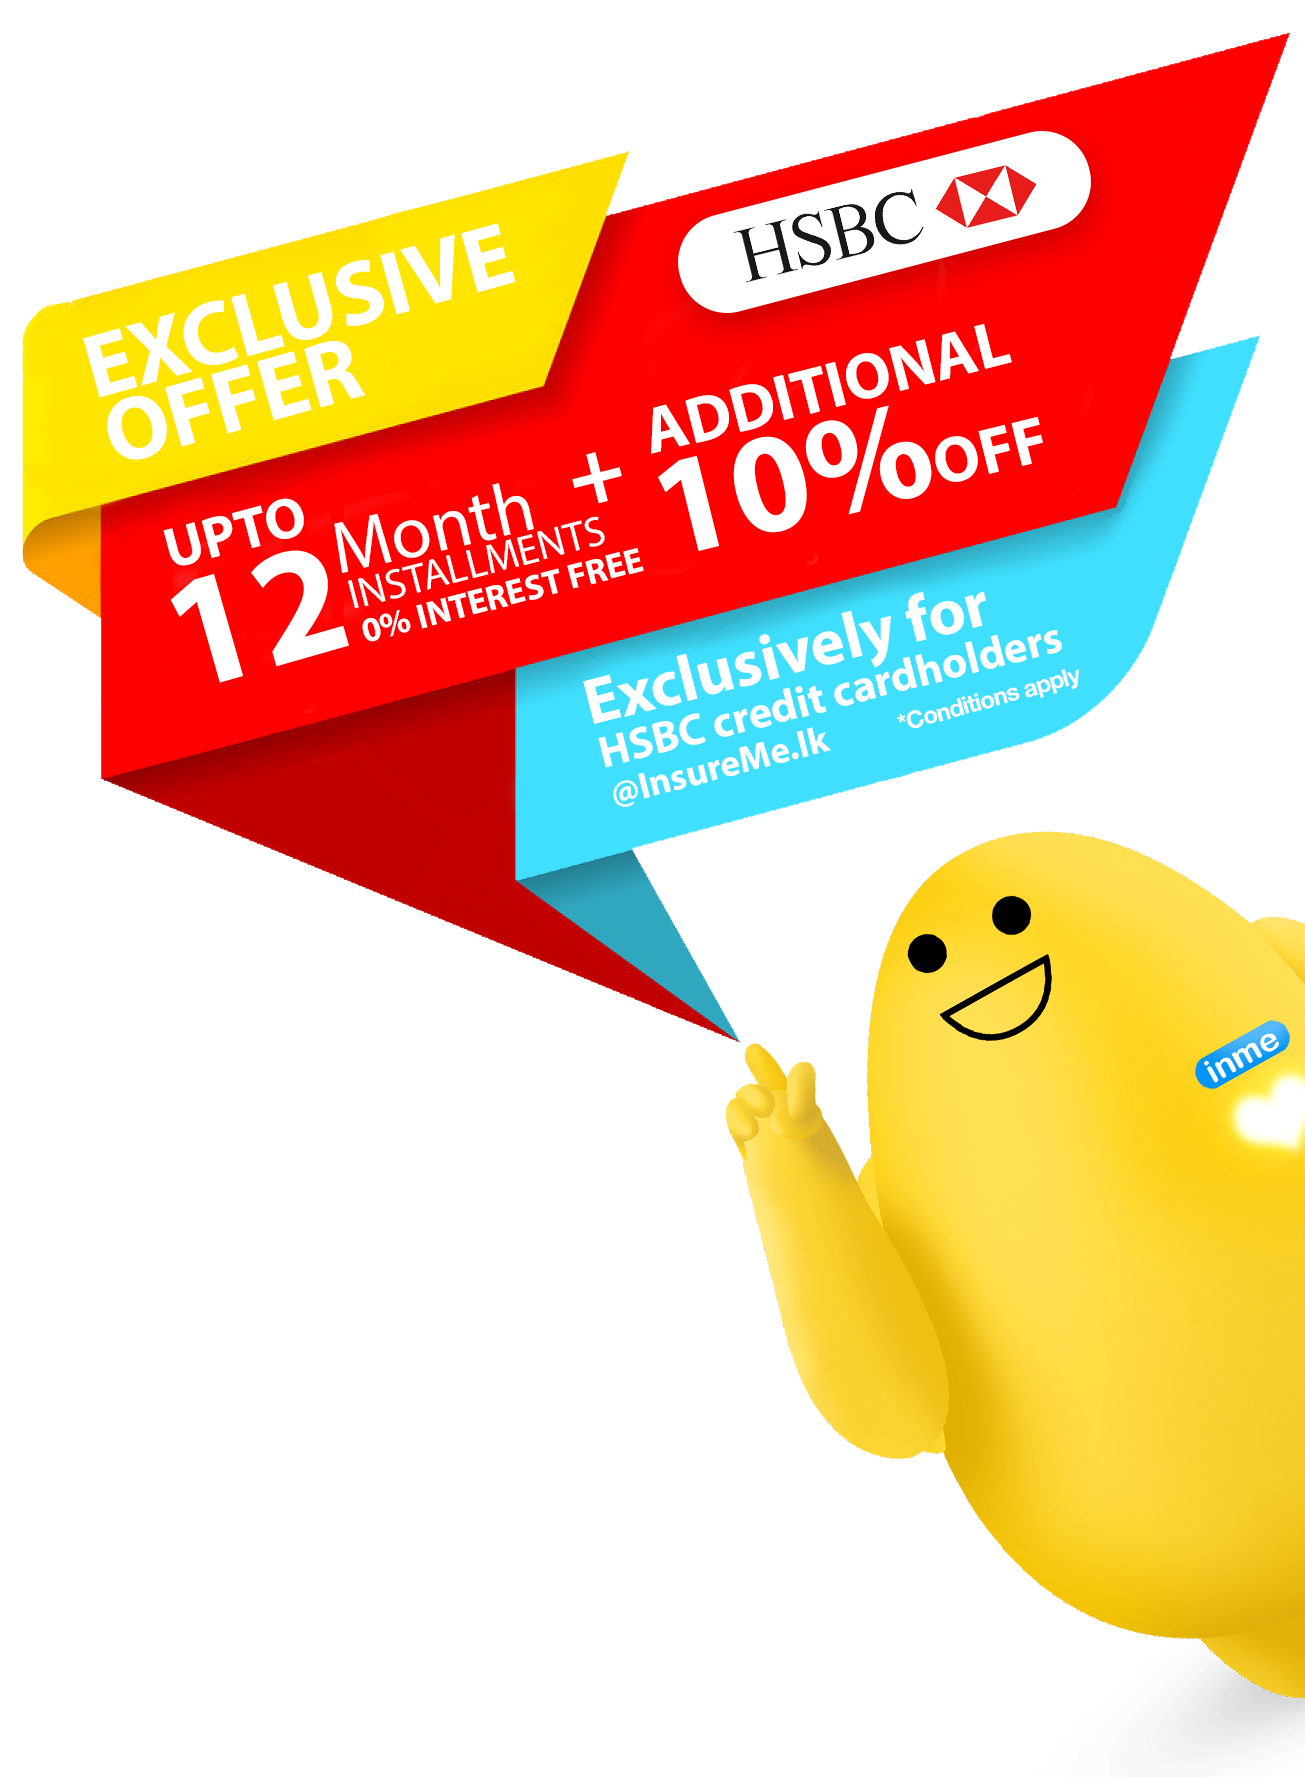 EXCLUSIVE
OFFER
HSBC
UPTO
12 Month
INSTALLMENTS
0% INTEREST FREE
+
ADDITIONAL
10% OFF
Exclusively for
HSBC credit cardholders
@InsureMe.lk
*Conditions apply
inme